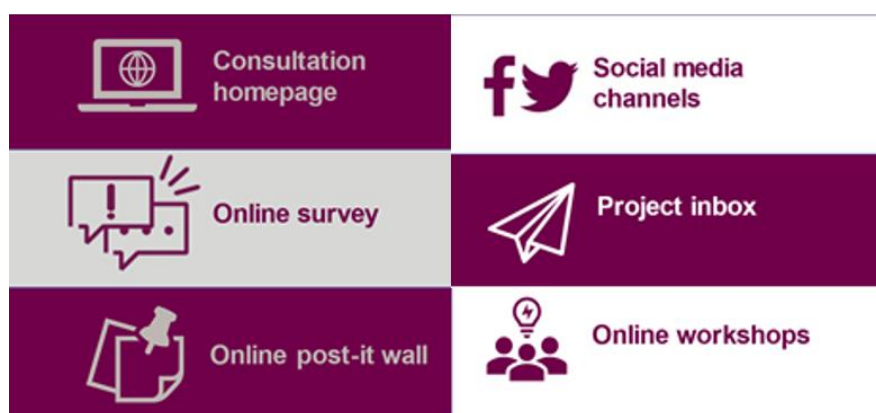 Consultation
homepage
Social media
channels
Online survey
Project inbox
Online post-it wall
Online workshops